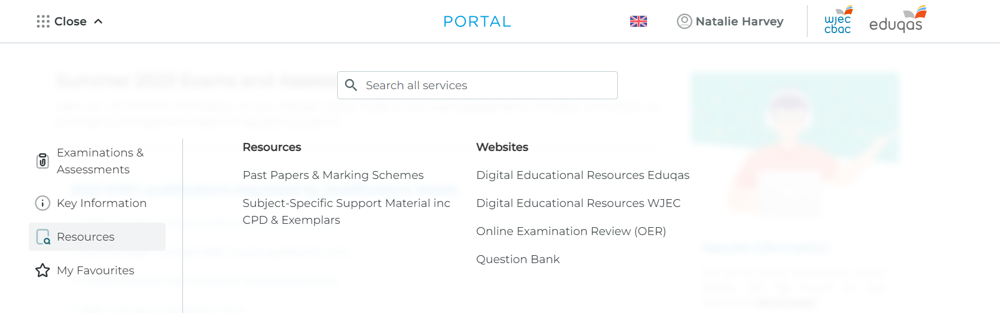 Close
PORTAL
Natalie Harvey
wjec
cbac
eduqas
Search all services
Examinations &
Assessments
Key Information
Resources
My Favourites
Resources
Past Papers & Marking Schemes
Subject-Specific Support Material inc
CPD & Exemplars
Websites
Digital Educational Resources Eduqas
Digital Educational Resources WJEC
Online Examination Review (OER)
Question Bank